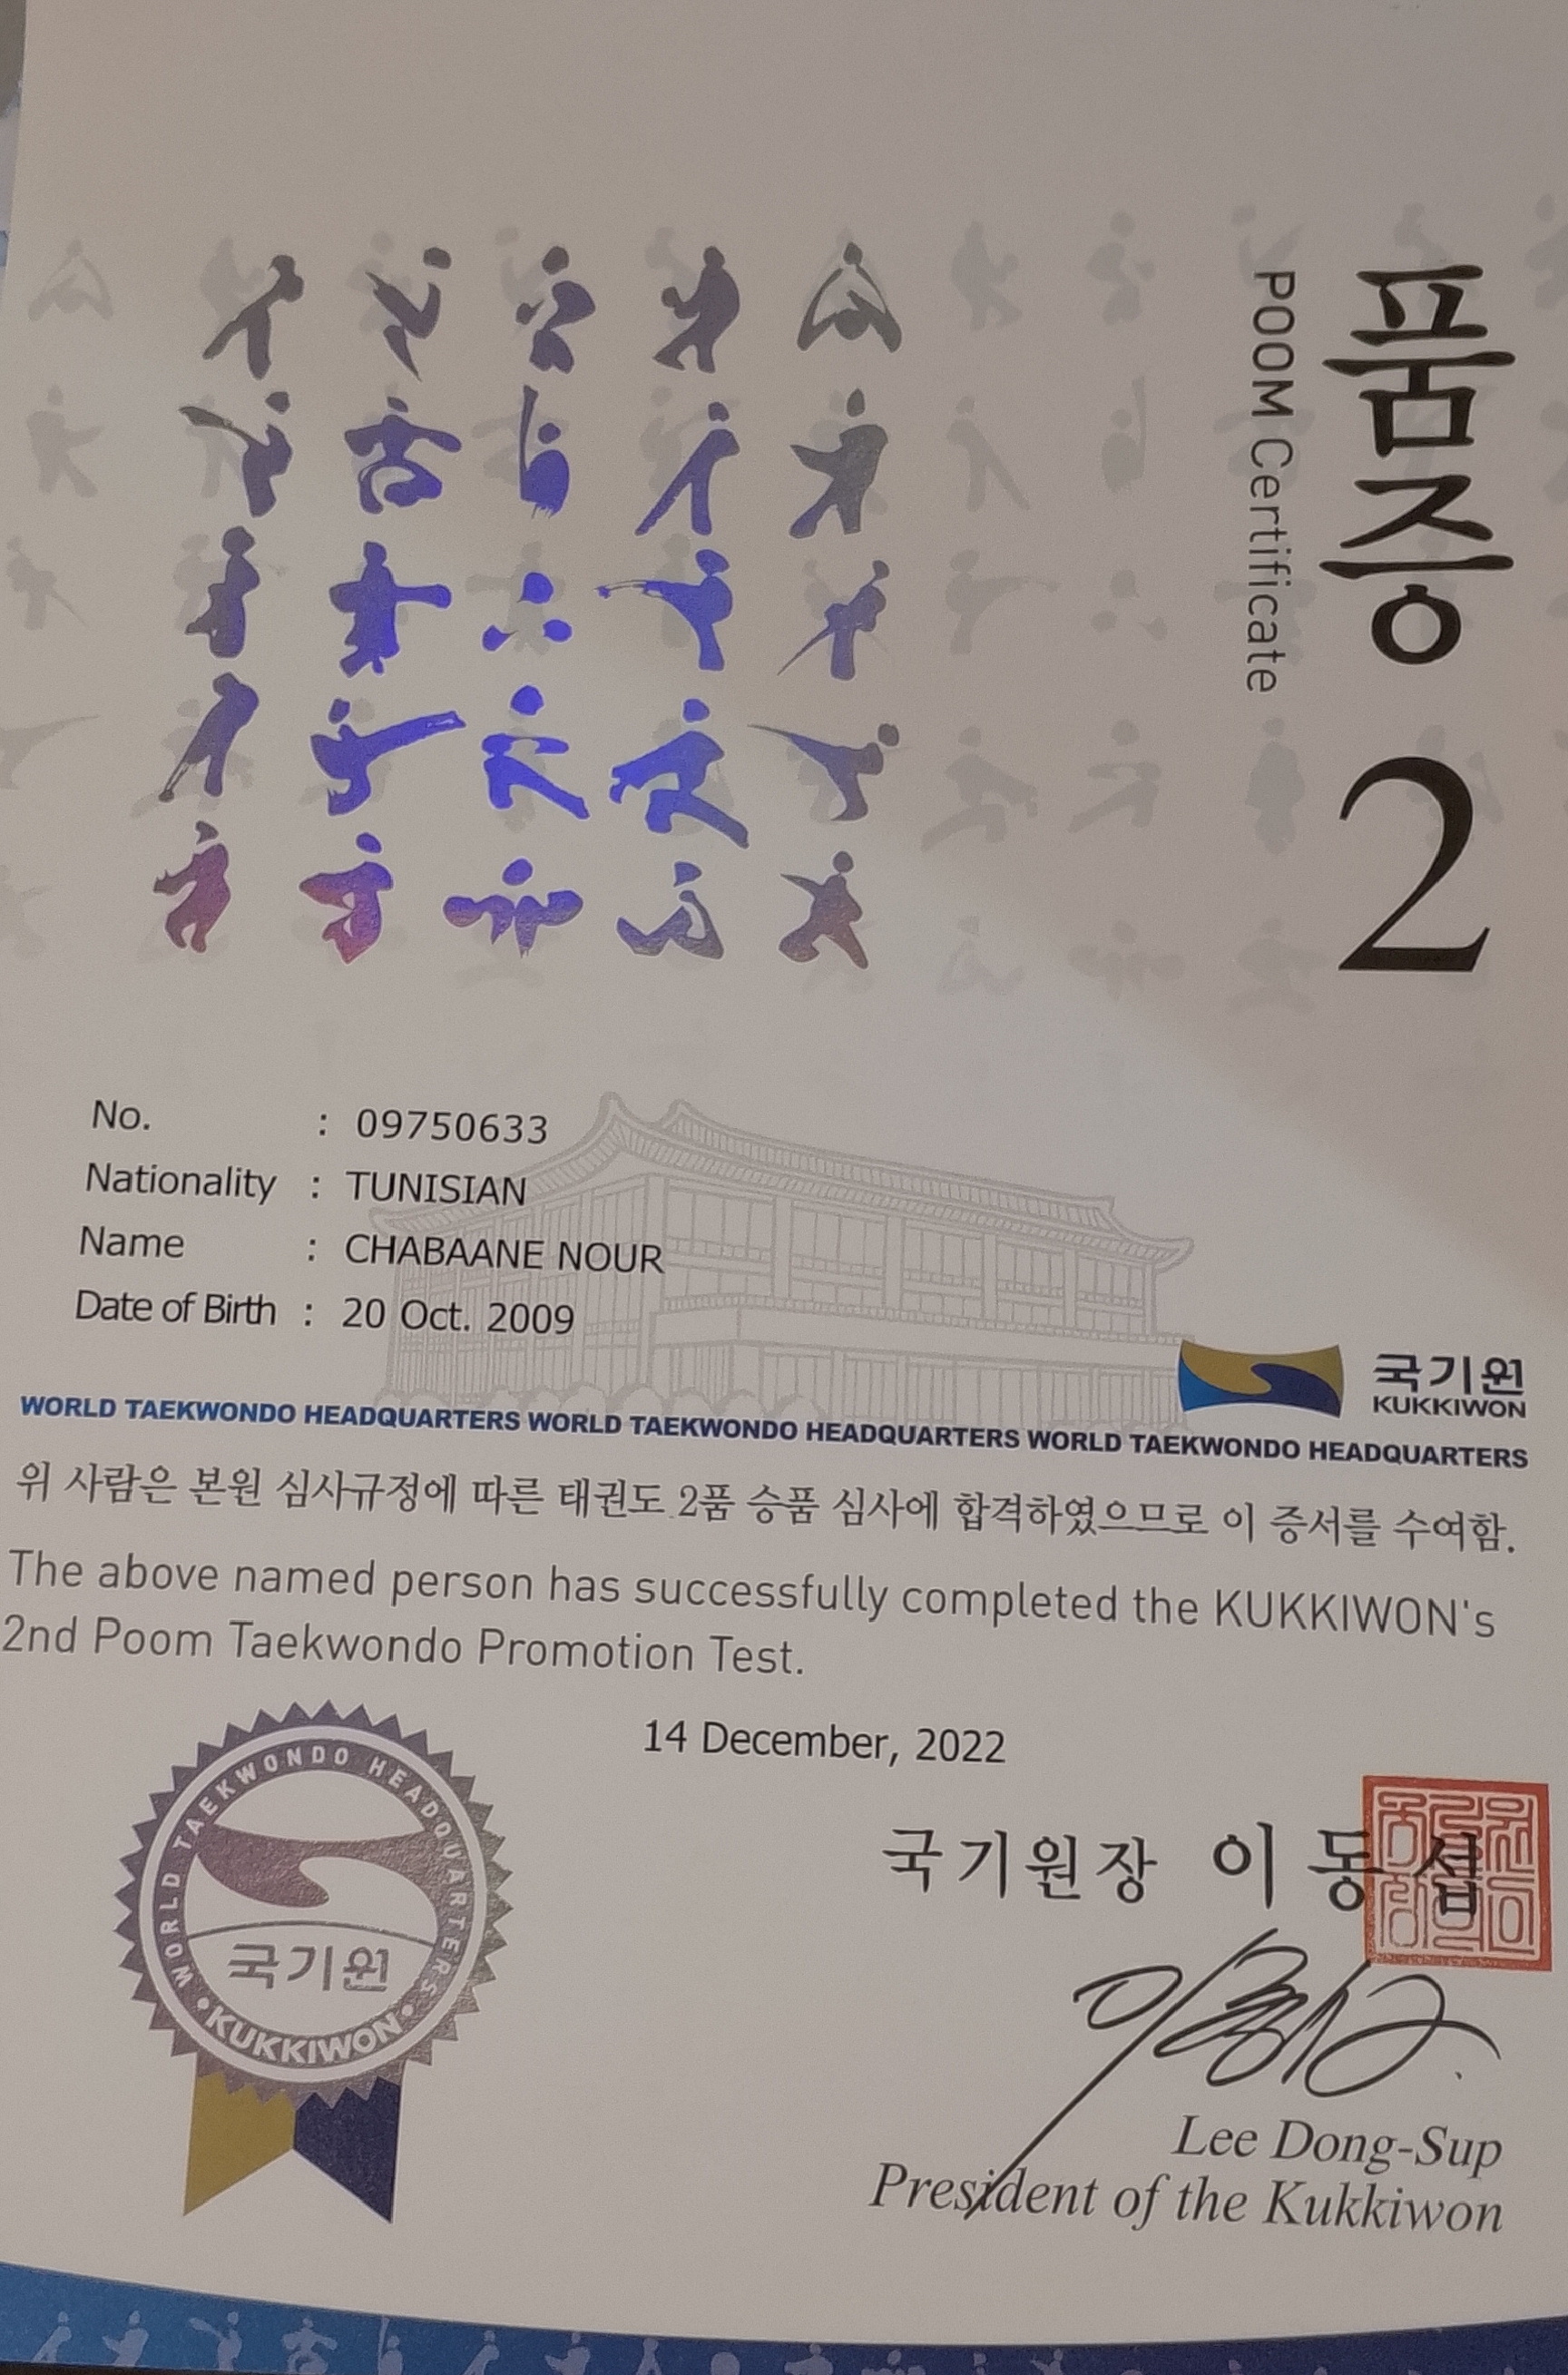 품증 2
POOM Certificate
No. : 09750633
Nationality : TUNISIAN
Name : CHABAANE NOUR
Date of Birth : 20 Oct. 2009
국기원
KUKKIWON
WORLD TAEKWONDO HEADQUARTERS WORLD TAEKWONDO HEADQUARTERS WORLD TAEKWONDO HEADQUARTERS
위 사람은 본원 심사규정에 따른 태권도 2품 승품 심사에 합격하였으므로 이 증서를 수여함.
The above named person has successfully completed the KUKKIWON's
2nd Poom Taekwondo Promotion Test.
14 December, 2022
WORLD TAEKWONDO HEADQUARTERS
국기원
• KUKKIWON •
국기원장 이동섭
Lee Dong-Sup
President of the Kukkiwon